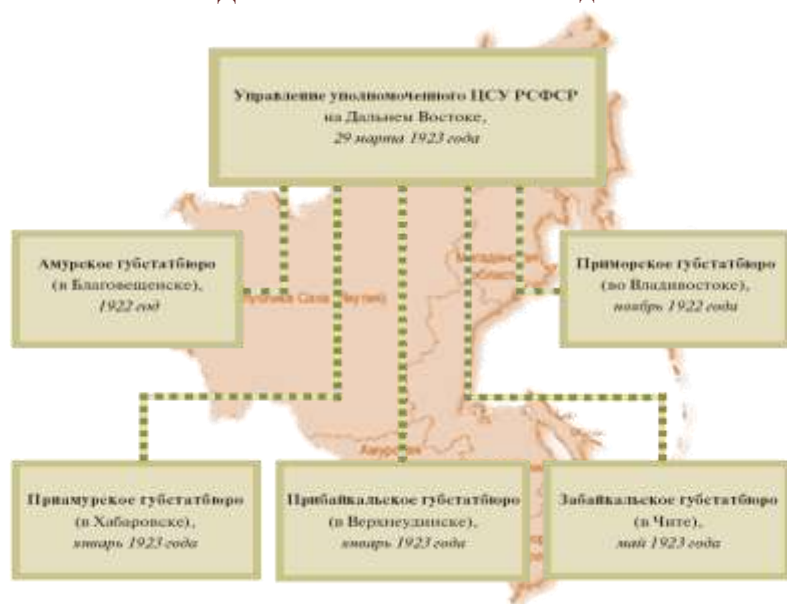 Управление уполномоченного ЦСУ РСФСР
на Дальнем Востоке,
29 марта 1923 года
Амурское губстатбюро
(в Благовещенске),
1922 год
Приморское губстатбюро
(во Владивостоке),
ноябрь 1922 года
Саха (Якутия)
Приамурское губстатбюро
(в Хабаровске),
январь 1923 года
Прибайкальское губстатбюро
(в Верхнеудинске),
январь 1923 года
Забайкальское губстатбюро
(в Чите),
май 1923 года